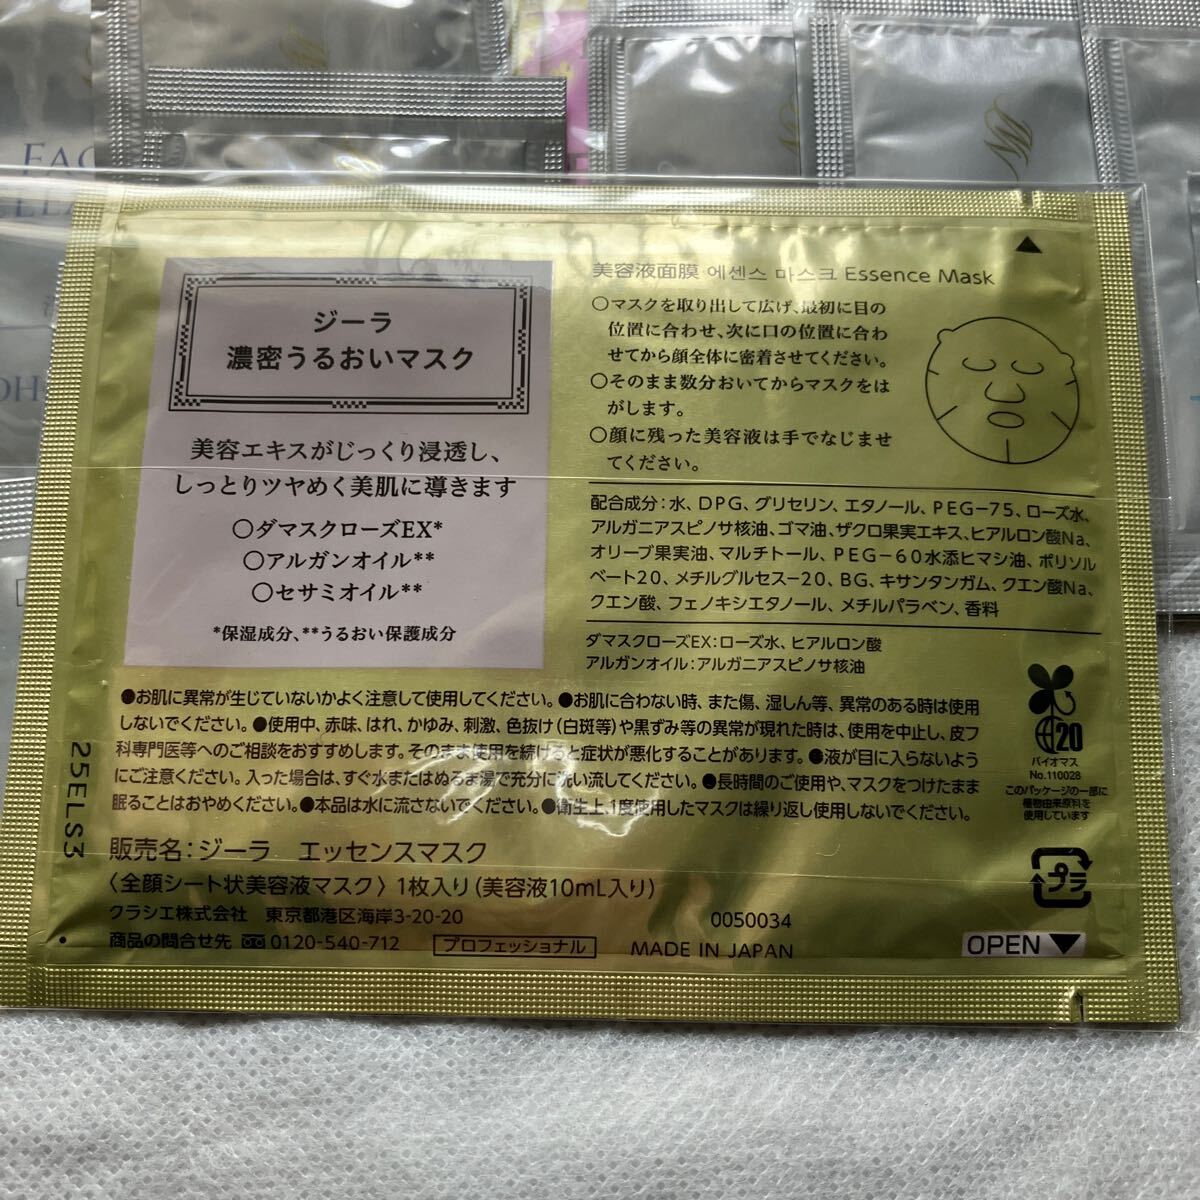 FAC
ELLA
OHO
ジーラ
濃密うるおいマスク
美容エキスがじっくり浸透し、
しっとりツヤめく美肌に導きます
○ダマスクローズEX*
○アルガンオイル**
○セサミオイル**
*保湿成分、**うるおい保護成分
美容液面膜 에센스 마스크 Essence Mask
○マスクを取り出して広げ、最初に目の
位置に合わせ、次に口の位置に合わ
せてから顔全体に密着させてください。
○そのまま数分おいてからマスクをは
がします。
○顔に残った美容液は手でなじませ
てください。
配合成分：水、DPG、グリセリン、エタノール、PEG-75、ローズ水、
アルガニアスピノサ核油、ゴマ油、ザクロ果実エキス、ヒアルロン酸Na、
オリーブ果実油、マルチトール、PEG-60水添ヒマシ油、ポリソル
ベート20、メチルグルセス-20、BG、キサンタンガム、クエン酸Na、
クエン酸、フェノキシエタノール、メチルパラベン、香料
ダマスクローズEX：ローズ水、ヒアルロン酸
アルガンオイル：アルガニアスピノサ核油
●お肌に異常が生じていないかよく注意して使用してください。●お肌に合わない時、また傷、湿しん等、異常のある時は使用
しないでください。●使用中、赤味、はれ、かゆみ、刺激、色抜け(白斑等)や黒ずみ等の異常が現れた時は、使用を中止し、皮フ
科専門医等へのご相談をおすすめします。そのまま使用を続けると症状が悪化することがあります。●液が目に入らないよう
にご注意ください。入った場合は、すぐ水またはぬるま湯で充分に洗い流してください。●長時間のご使用や、マスクをつけたまま
眠ることはおやめください。●本品は水に流さないでください。●衛生上、1度使用したマスクは繰り返し使用しないでください。
25ELS3
20
バイオマス
No.110028
このパッケージの一部に
植物由来原料を
使用しています
販売名：ジーラ　エッセンスマスク
〈全顔シート状美容液マスク〉1枚入り(美容液10mL入り)
クラシエ株式会社　東京都港区海岸3-20-20
0050034
商品の問合せ先 0120-540-712
プロフェッショナル
MADE IN JAPAN
プラ
OPEN ▼